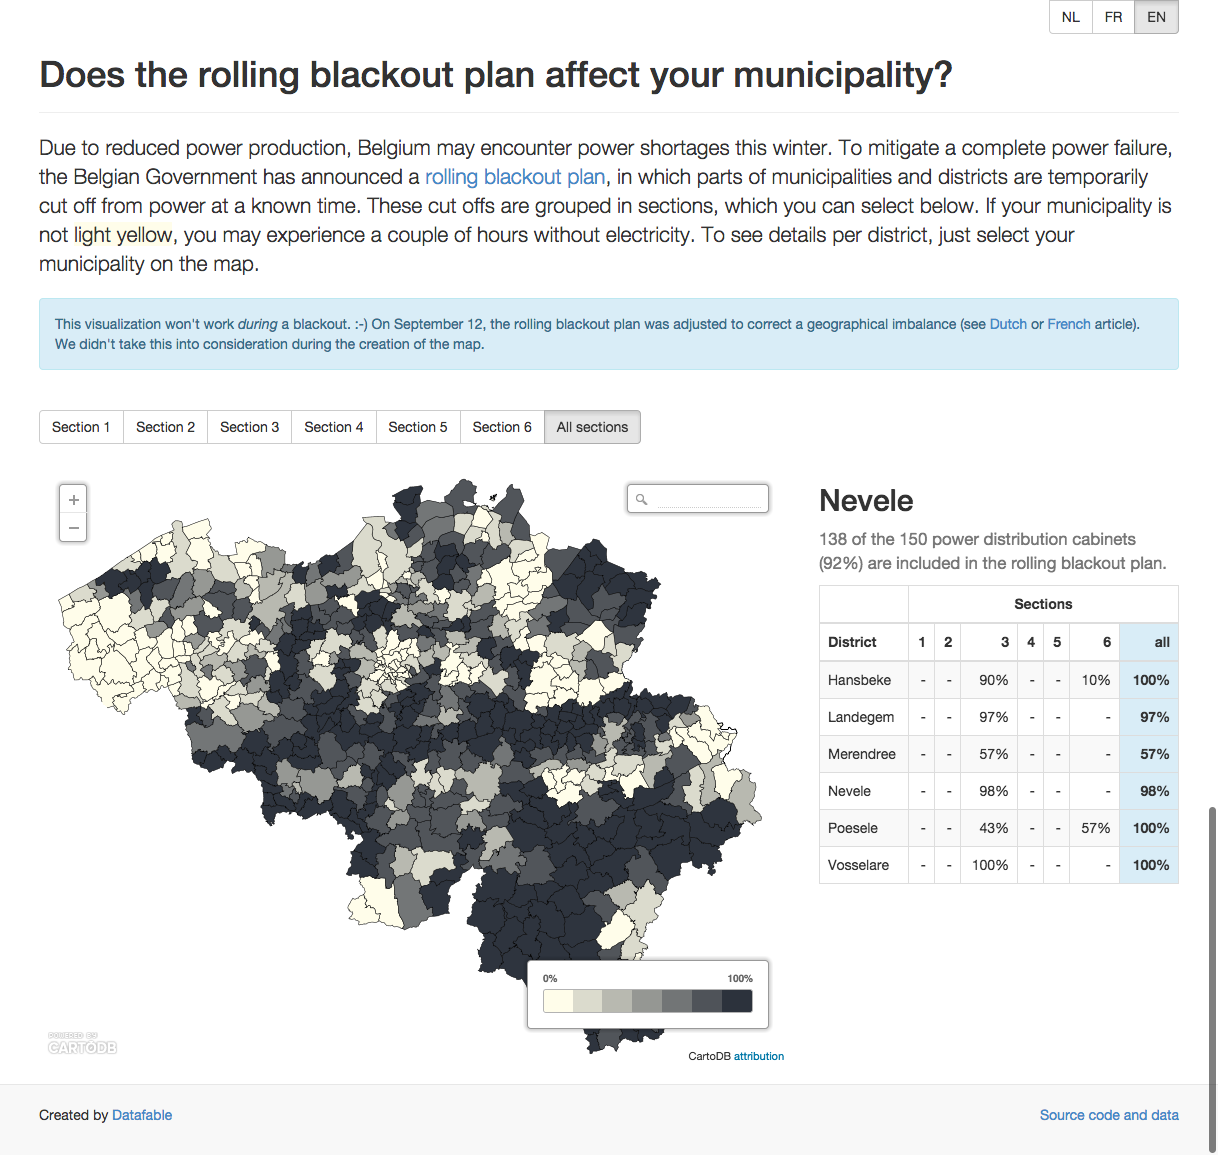 NL FR EN
Does the rolling blackout plan affect your municipality?
Due to reduced power production, Belgium may encounter power shortages this winter. To mitigate a complete power failure,
the Belgian Government has announced a rolling blackout plan, in which parts of municipalities and districts are temporarily
cut off from power at a known time. These cut offs are grouped in sections, which you can select below. If your municipality is
not light yellow, you may experience a couple of hours without electricity. To see details per district, just select your
municipality on the map.
This visualization won't work during a blackout. :-) On September 12, the rolling blackout plan was adjusted to correct a geographical imbalance (see Dutch or French article).
We didn't take this into consideration during the creation of the map.
Section 1 Section 2 Section 3 Section 4 Section 5 Section 6 All sections
+
−
0% 100%
POWERED BY
CARTODB
CartoDB attribution
Nevele
138 of the 150 power distribution cabinets
(92%) are included in the rolling blackout plan.
Sections
District 1 2 3 4 5 6 all
Hansbeke - - 90% - - 10% 100%
Landegem - - 97% - - - 97%
Merendree - - 57% - - - 57%
Nevele - - 98% - - - 98%
Poesele - - 43% - - 57% 100%
Vosselare - - 100% - - - 100%
Created by Datafable
Source code and data